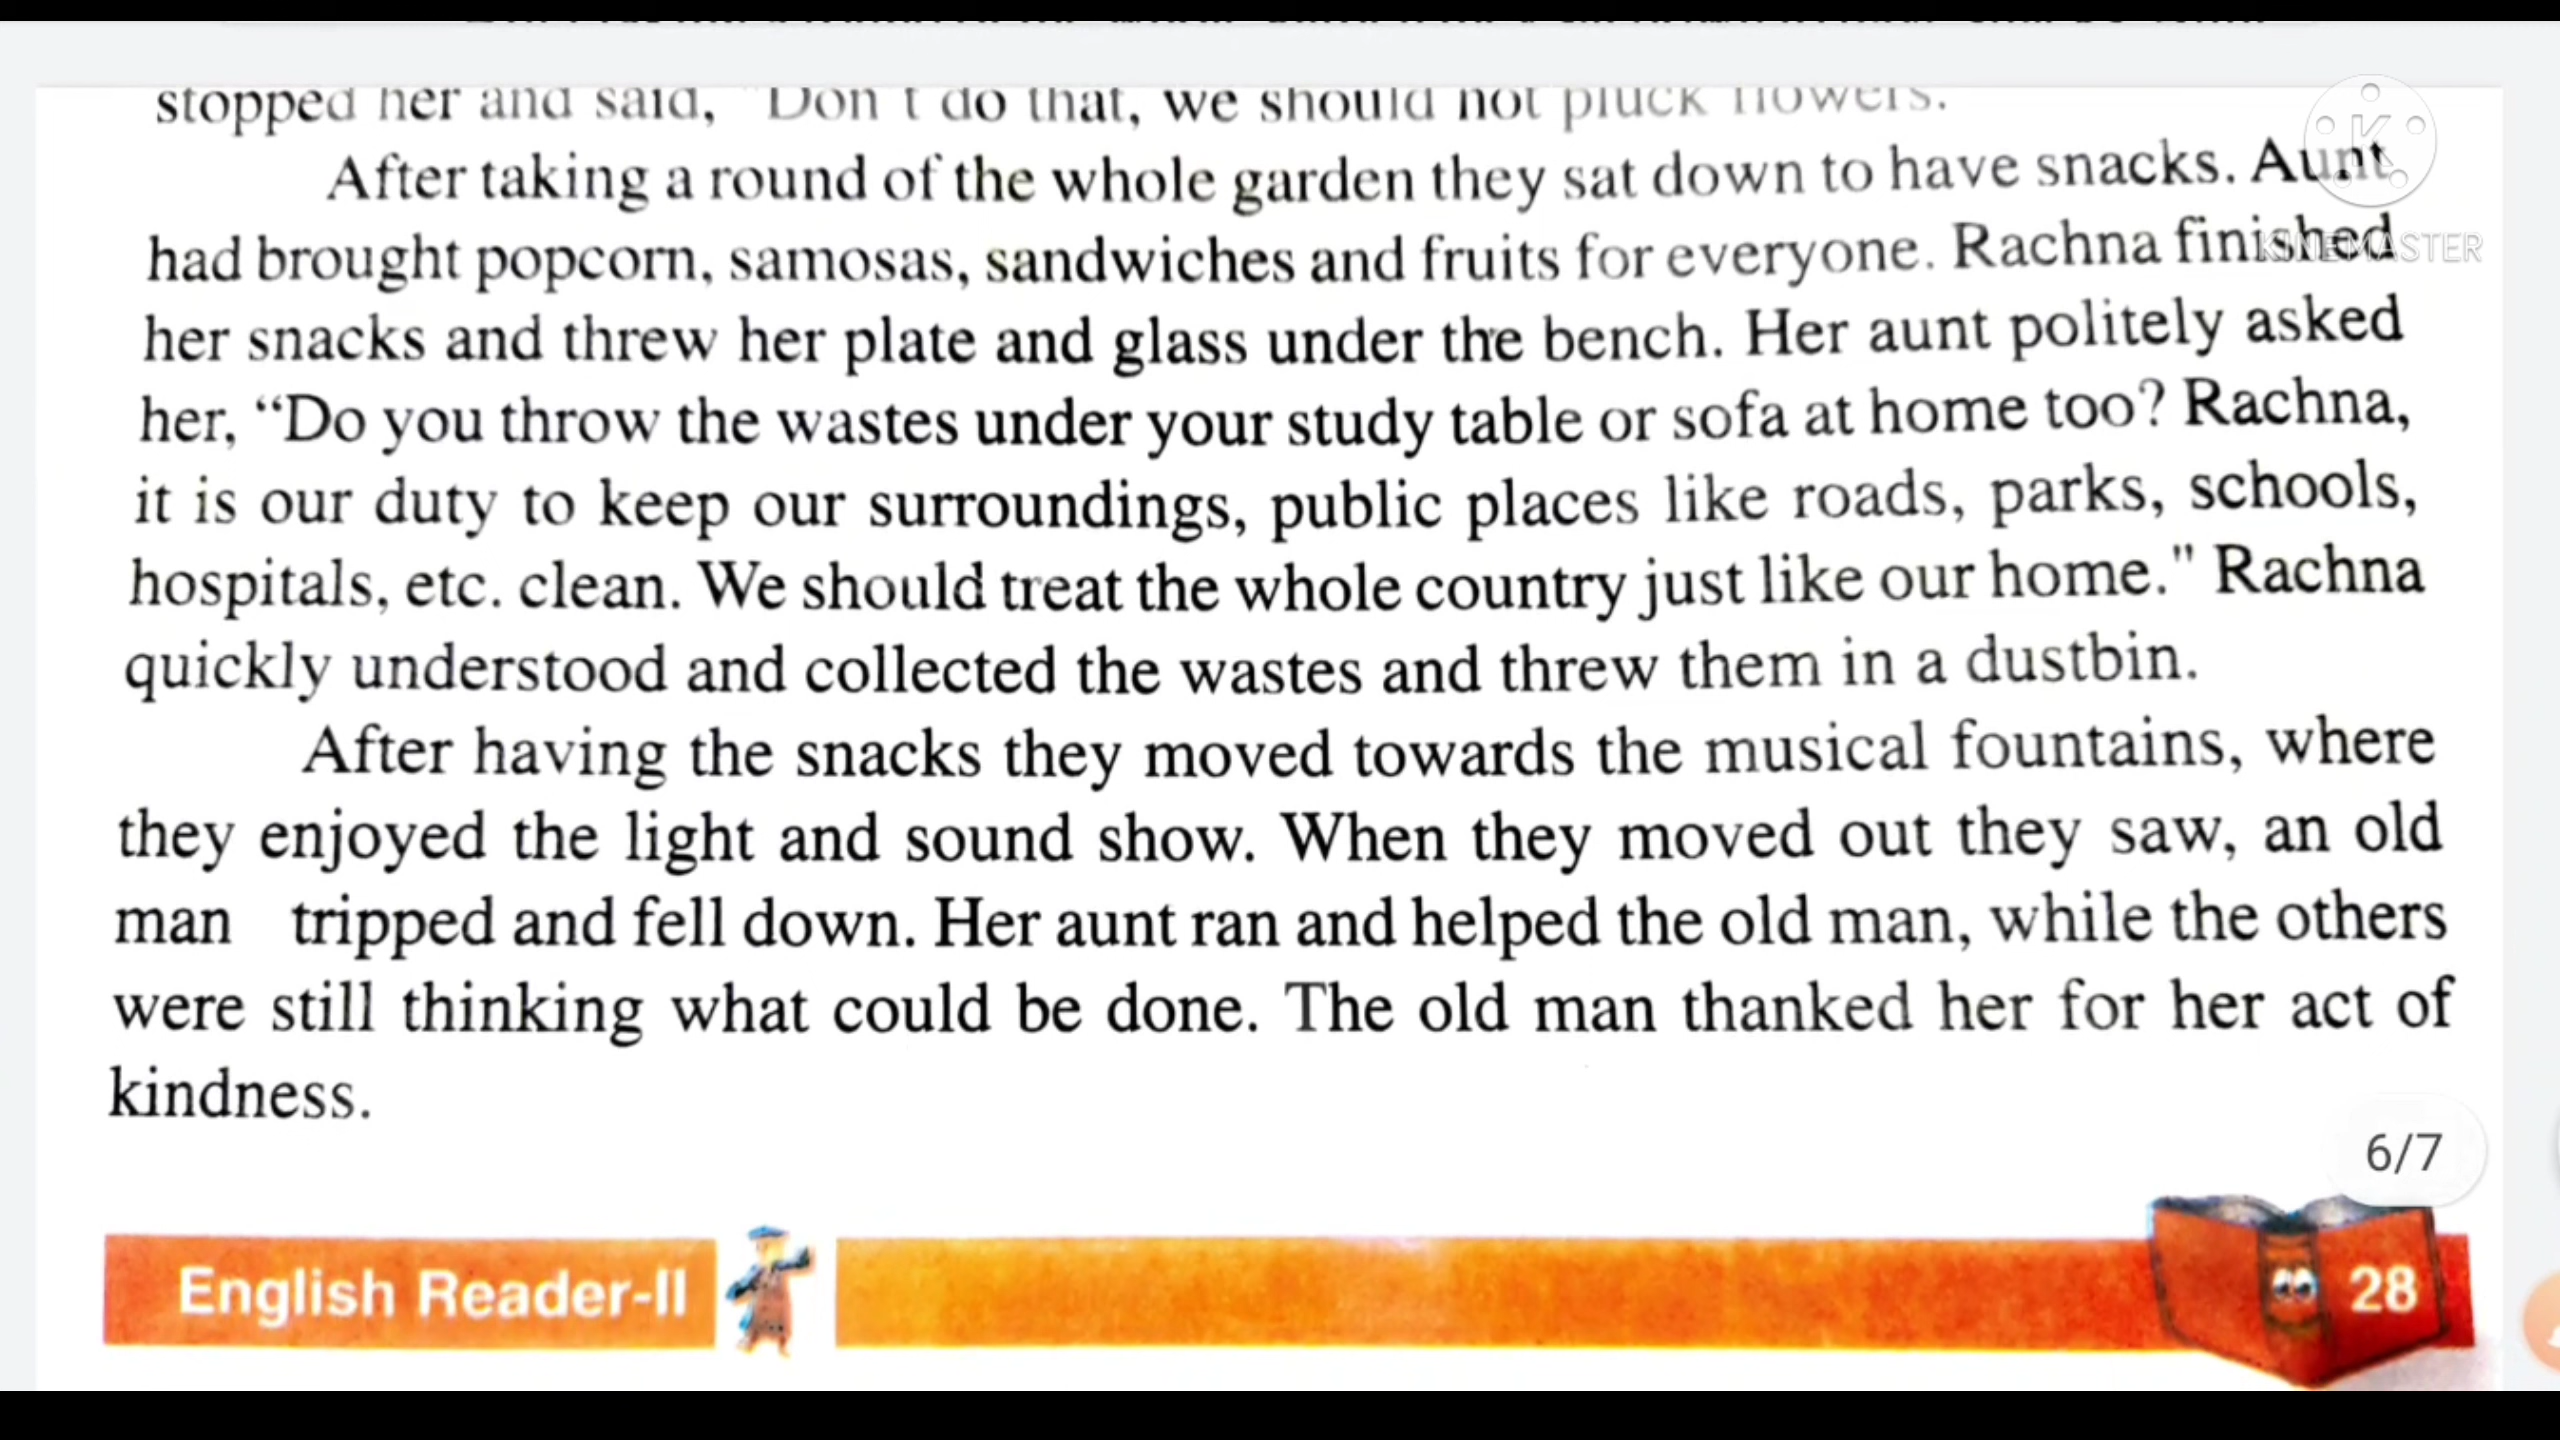 stopped her and said, "Don't do that, we should not pluck flowers.
After taking a round of the whole garden they sat down to have snacks. Aunt
had brought popcorn, samosas, sandwiches and fruits for everyone. Rachna finished
her snacks and threw her plate and glass under the bench. Her aunt politely asked
her, “Do you throw the wastes under your study table or sofa at home too? Rachna,
it is our duty to keep our surroundings, public places like roads, parks, schools,
hospitals, etc. clean. We should treat the whole country just like our home." Rachna
quickly understood and collected the wastes and threw them in a dustbin.
After having the snacks they moved towards the musical fountains, where
they enjoyed the light and sound show. When they moved out they saw, an old
man tripped and fell down. Her aunt ran and helped the old man, while the others
were still thinking what could be done. The old man thanked her for her act of
kindness.
6/7
English Reader-II
28
K
KINEMASTER